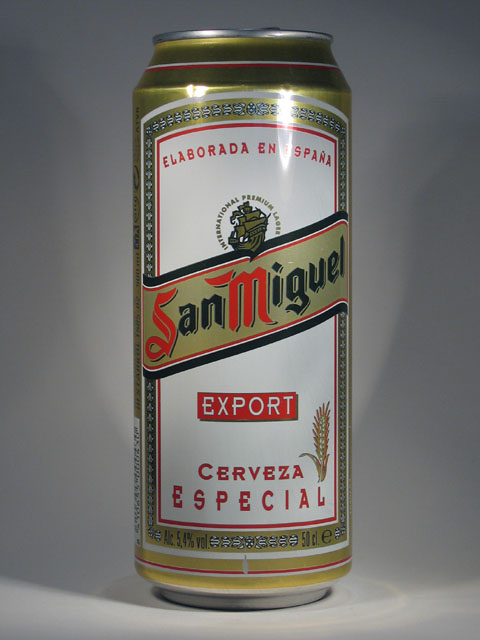 ELABORADA EN ESPAÑA
INTERNATIONAL PREMIUM LAGER
San Miguel
EXPORT
CERVEZA
ESPECIAL
Alc 5,4% vol
50 cl e